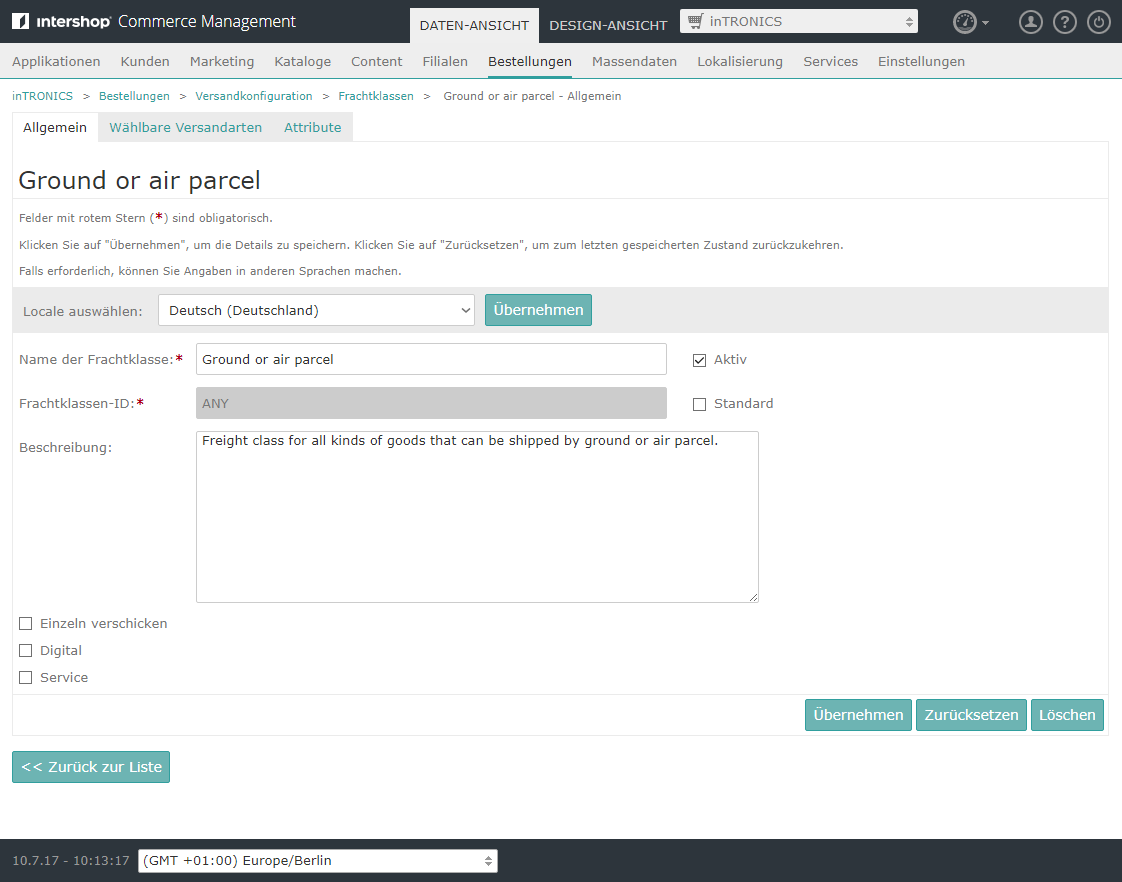 intershop® Commerce Management DATEN-ANSICHT DESIGN-ANSICHT inTRONICS
Applikationen Kunden Marketing Kataloge Content Filialen Bestellungen Massendaten Lokalisierung Services Einstellungen
inTRONICS > Bestellungen > Versandkonfiguration > Frachtklassen > Ground or air parcel - Allgemein
Allgemein Wählbare Versandarten Attribute
Ground or air parcel
Felder mit rotem Stern (*) sind obligatorisch.
Klicken Sie auf "Übernehmen", um die Details zu speichern. Klicken Sie auf "Zurücksetzen", um zum letzten gespeicherten Zustand zurückzukehren.
Falls erforderlich, können Sie Angaben in anderen Sprachen machen.
Locale auswählen: Deutsch (Deutschland) Übernehmen
Name der Frachtklasse:* Ground or air parcel Aktiv
Frachtklassen-ID:* ANY Standard
Beschreibung: Freight class for all kinds of goods that can be shipped by ground or air parcel.
Einzeln verschicken
Digital
Service
Übernehmen Zurücksetzen Löschen
<< Zurück zur Liste
10.7.17 - 10:13:17 (GMT +01:00) Europe/Berlin